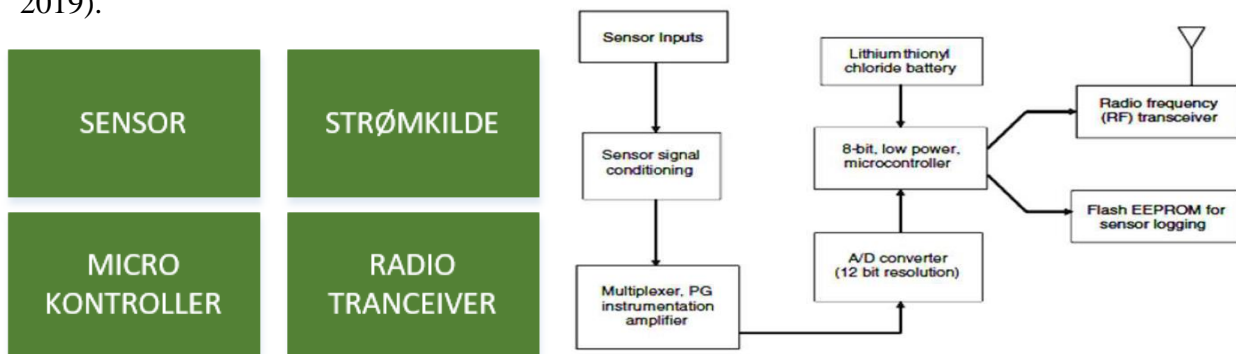 2019).
SENSOR
STRØMKILDE
MICRO
KONTROLLER
RADIO
TRANCEIVER
Sensor Inputs
Sensor signal
conditioning
Multiplexer, PG
instrumentation
amplifier
Lithium thionyl
chloride battery
8-bit, low power,
microcontroller
A/D converter
(12 bit resolution)
Radio frequency
(RF) transceiver
Flash EEPROM for
sensor logging